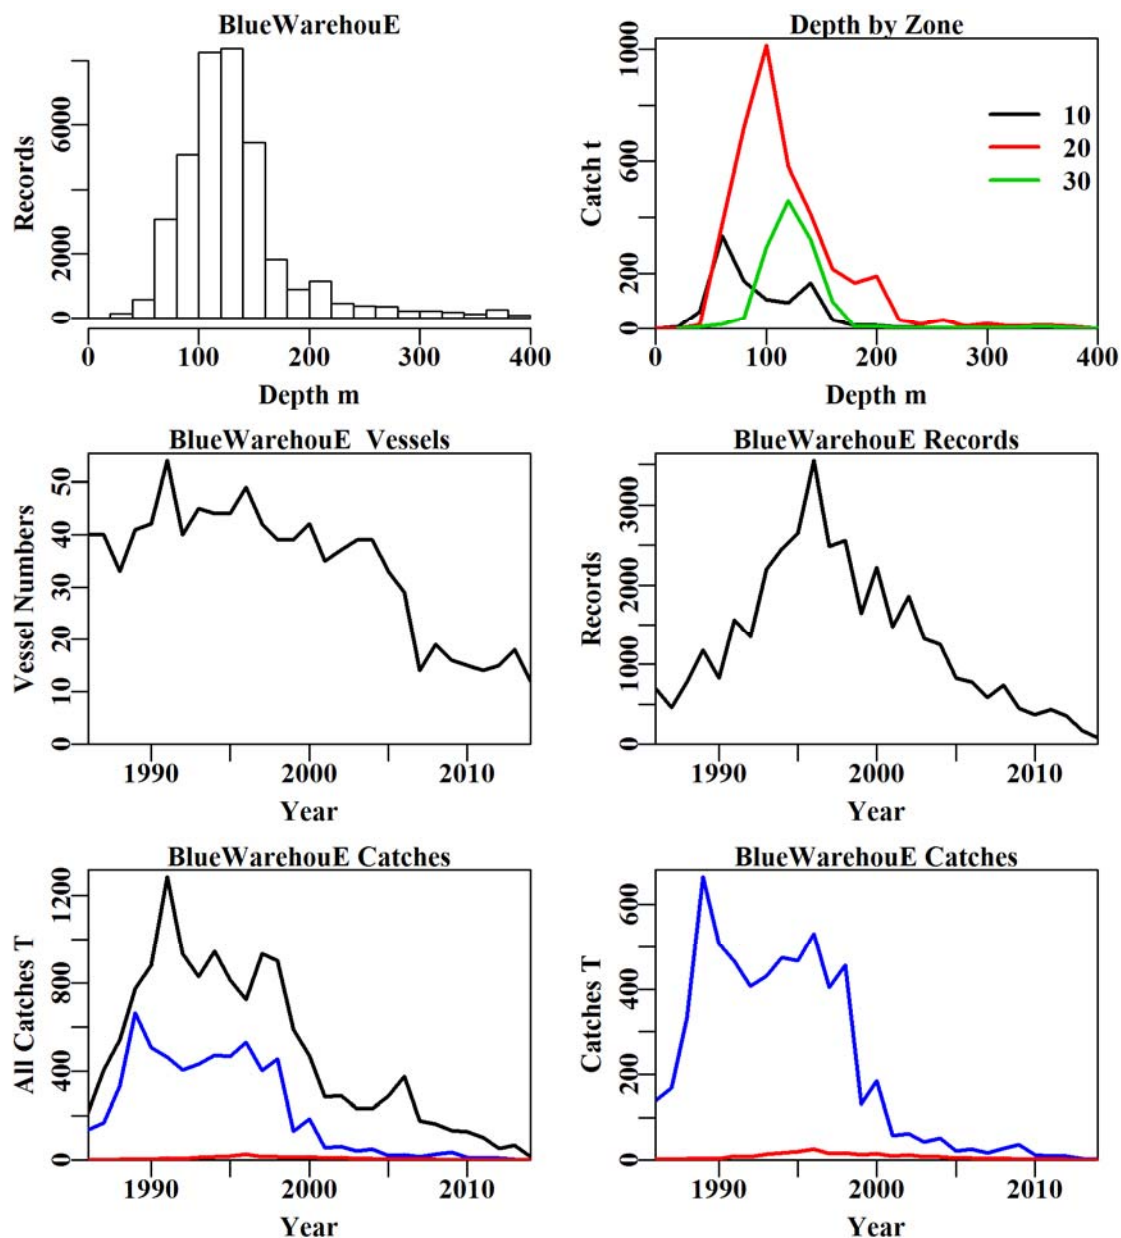 BlueWarehouE
Records
2000
6000
0
0
100
200
300
400
Depth m
Depth by Zone
Catch t
0
200
600
1000
10
20
30
0
100
200
300
400
Depth m
BlueWarehouE Vessels
Vessel Numbers
0
10
20
30
40
50
1990
2000
2010
Year
BlueWarehouE Records
Records
0
1000
2000
3000
1990
2000
2010
Year
BlueWarehouE Catches
All Catches T
0
400
800
1200
1990
2000
2010
Year
BlueWarehouE Catches
Catches T
0
200
400
600
1990
2000
2010
Year